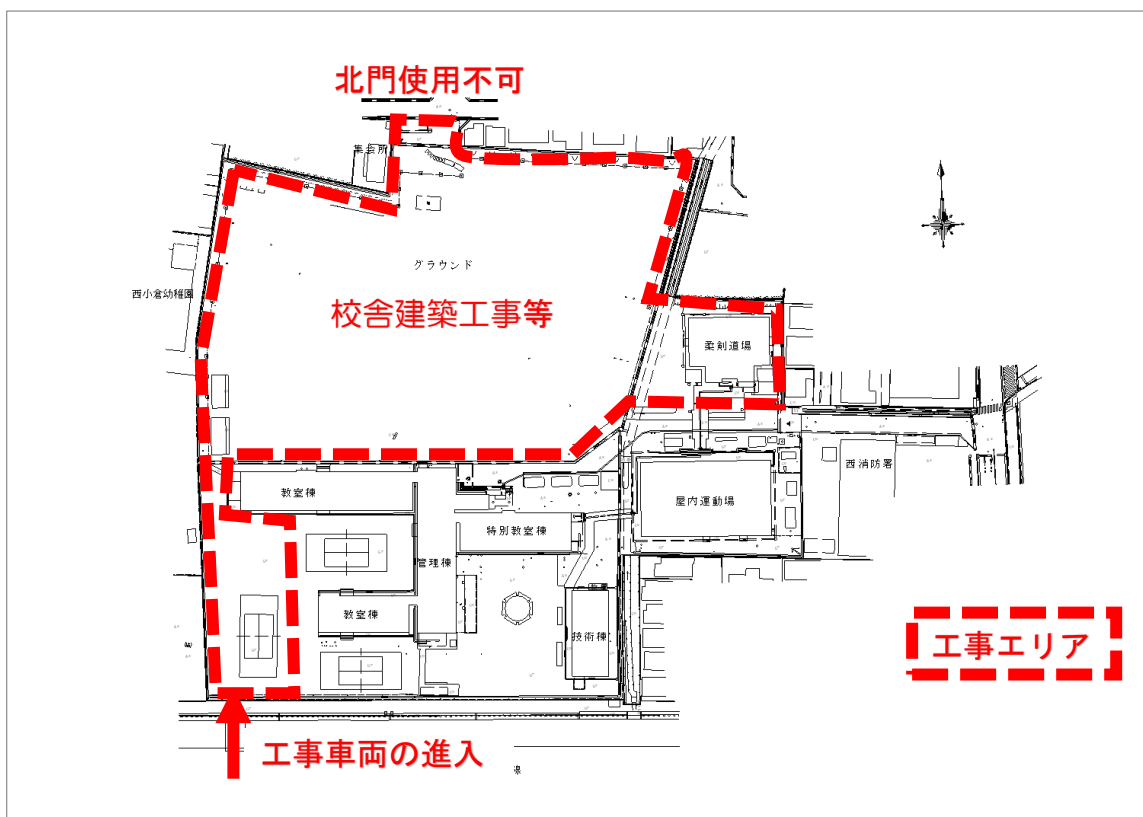 北門使用不可
集会所
グラウンド
西小倉幼稚園
校舎建築工事等
柔剣道場
西消防署
教室棟
屋内運動場
特別教室棟
管理棟
教室棟
技術棟
工事エリア
工事車両の進入
線